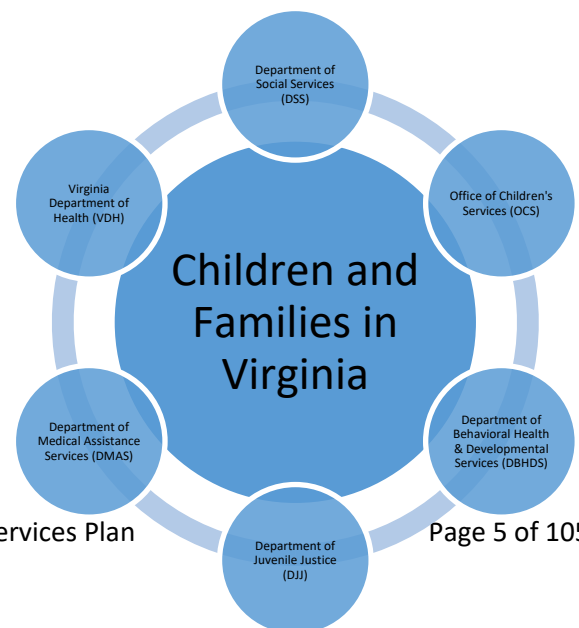 Department of
Social Services
(DSS)
Virginia
Department of
Health (VDH)
Office of Children's
Services (OCS)
Children and
Families in
Virginia
Department of
Medical Assistance
Services (DMAS)
Department of
Behavioral Health
& Developmental
Services (DBHDS)
ervices Plan
Page 5 of 105
Department of
Juvenile Justice
(DJJ)